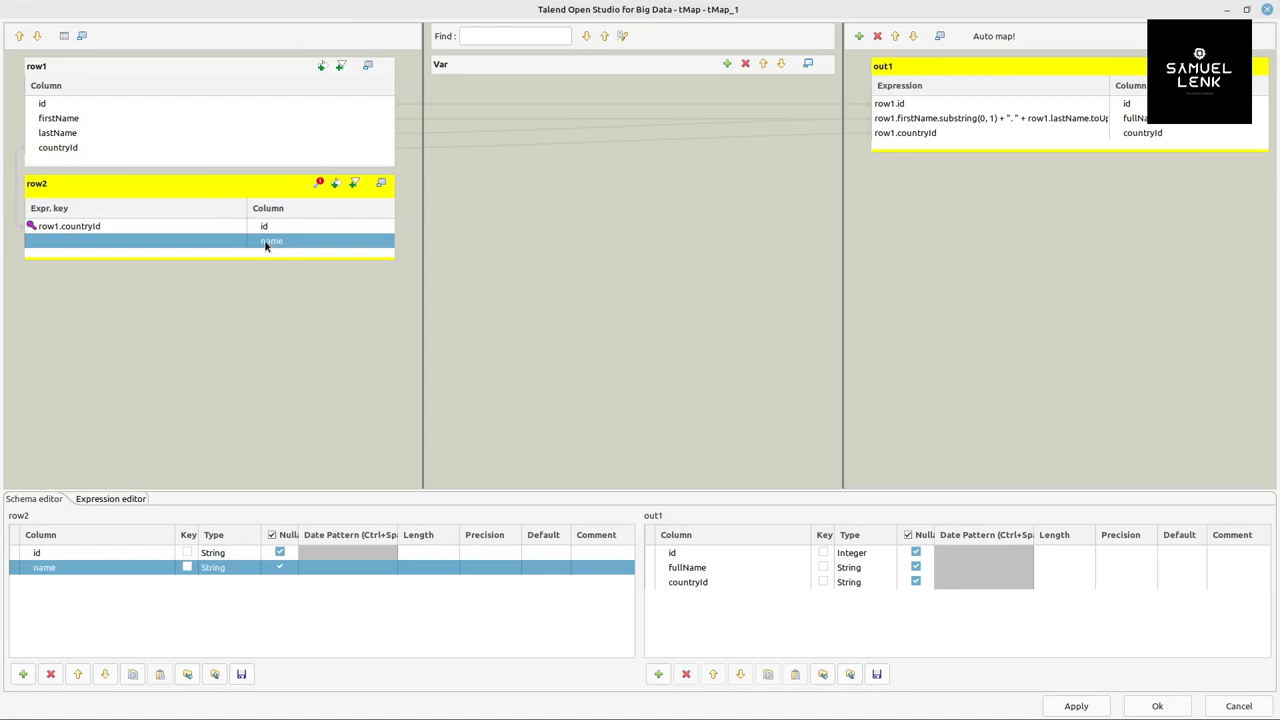 Talend Open Studio for Big Data - tMap - tMap_1
Find :
Auto map!
SAMUEL
LENK
row1
Column
id
firstName
lastName
countryId
row2
Expr. key
Column
row1.countryId
id
name
Var
out1
Expression
Column
row1.id
id
row1.firstName.substring(0, 1) + ". " + row1.lastName.toUp
fullNa
row1.countryId
countryId
Schema editor
Expression editor
row2
Column Key Type Nulla Date Pattern (Ctrl+Spa Length Precision Default Comment
id String
name String
out1
Column Key Type Nulla Date Pattern (Ctrl+Spa Length Precision Default Comment
id Integer
fullName String
countryId String
Apply
Ok
Cancel